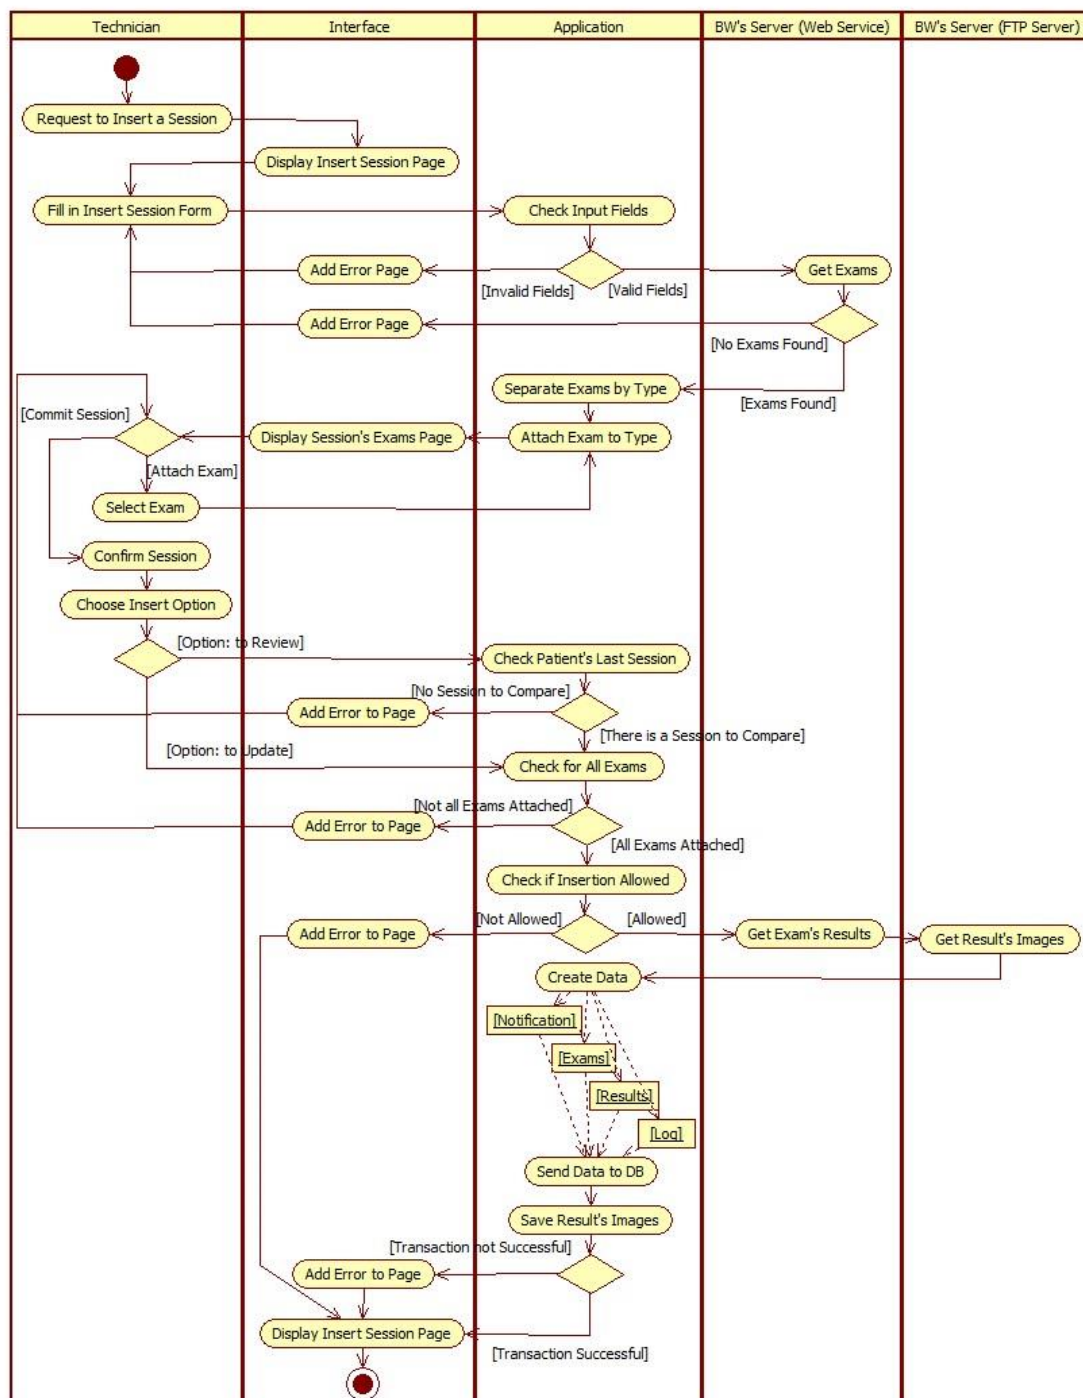 Technician
Interface
Application
BW's Server (Web Service)
BW's Server (FTP Server)
Request to Insert a Session
Display Insert Session Page
Fill in Insert Session Form
Check Input Fields
Add Error Page
[Invalid Fields]
[Valid Fields]
Get Exams
Add Error Page
[No Exams Found]
Separate Exams by Type
[Exams Found]
[Commit Session]
Display Session's Exams Page
Attach Exam to Type
[Attach Exam]
Select Exam
Confirm Session
Choose Insert Option
[Option: to Review]
Check Patient's Last Session
[No Session to Compare]
Add Error to Page
[There is a Session to Compare]
[Option: to Update]
Check for All Exams
[Not all Exams Attached]
Add Error to Page
[All Exams Attached]
Check if Insertion Allowed
[Not Allowed]
[Allowed]
Add Error to Page
Get Exam's Results
Get Result's Images
Create Data
[Notification]
[Exams]
[Results]
[Log]
Send Data to DB
Save Result's Images
[Transaction not Successful]
Add Error to Page
Display Insert Session Page
[Transaction Successful]